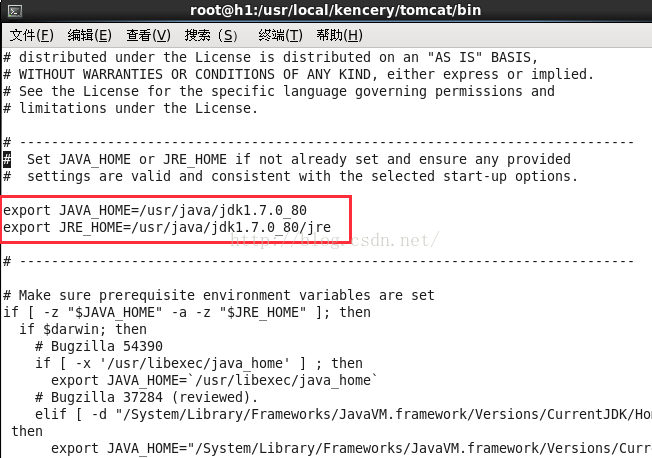 root@h1:/usr/local/kencery/tomcat/bin
文件(F) 编辑(E) 查看(V) 搜索 (S) 终端(T) 帮助(H)
# distributed under the License is distributed on an "AS IS" BASIS,
# WITHOUT WARRANTIES OR CONDITIONS OF ANY KIND, either express or implied.
# See the License for the specific language governing permissions and
# limitations under the License.
# -----------------------------------------------------------------------------
#  Set JAVA_HOME or JRE_HOME if not already set and ensure any provided
#  settings are valid and consistent with the selected start-up options.
export JAVA_HOME=/usr/java/jdk1.7.0_80
export JRE_HOME=/usr/java/jdk1.7.0_80/jre
http://blog.csdn.net/
# -----------------------------------------------------------------------------
# Make sure prerequisite environment variables are set
if [ -z "$JAVA_HOME" -a -z "$JRE_HOME" ]; then
  if $darwin; then
    # Bugzilla 54390
    if [ -x '/usr/libexec/java_home' ] ; then
      export JAVA_HOME=`/usr/libexec/java_home`
    # Bugzilla 37284 (reviewed).
    elif [ -d "/System/Library/Frameworks/JavaVM.framework/Versions/CurrentJDK/Ho
 then
      export JAVA_HOME="/System/Library/Frameworks/JavaVM.framework/Versions/Cur